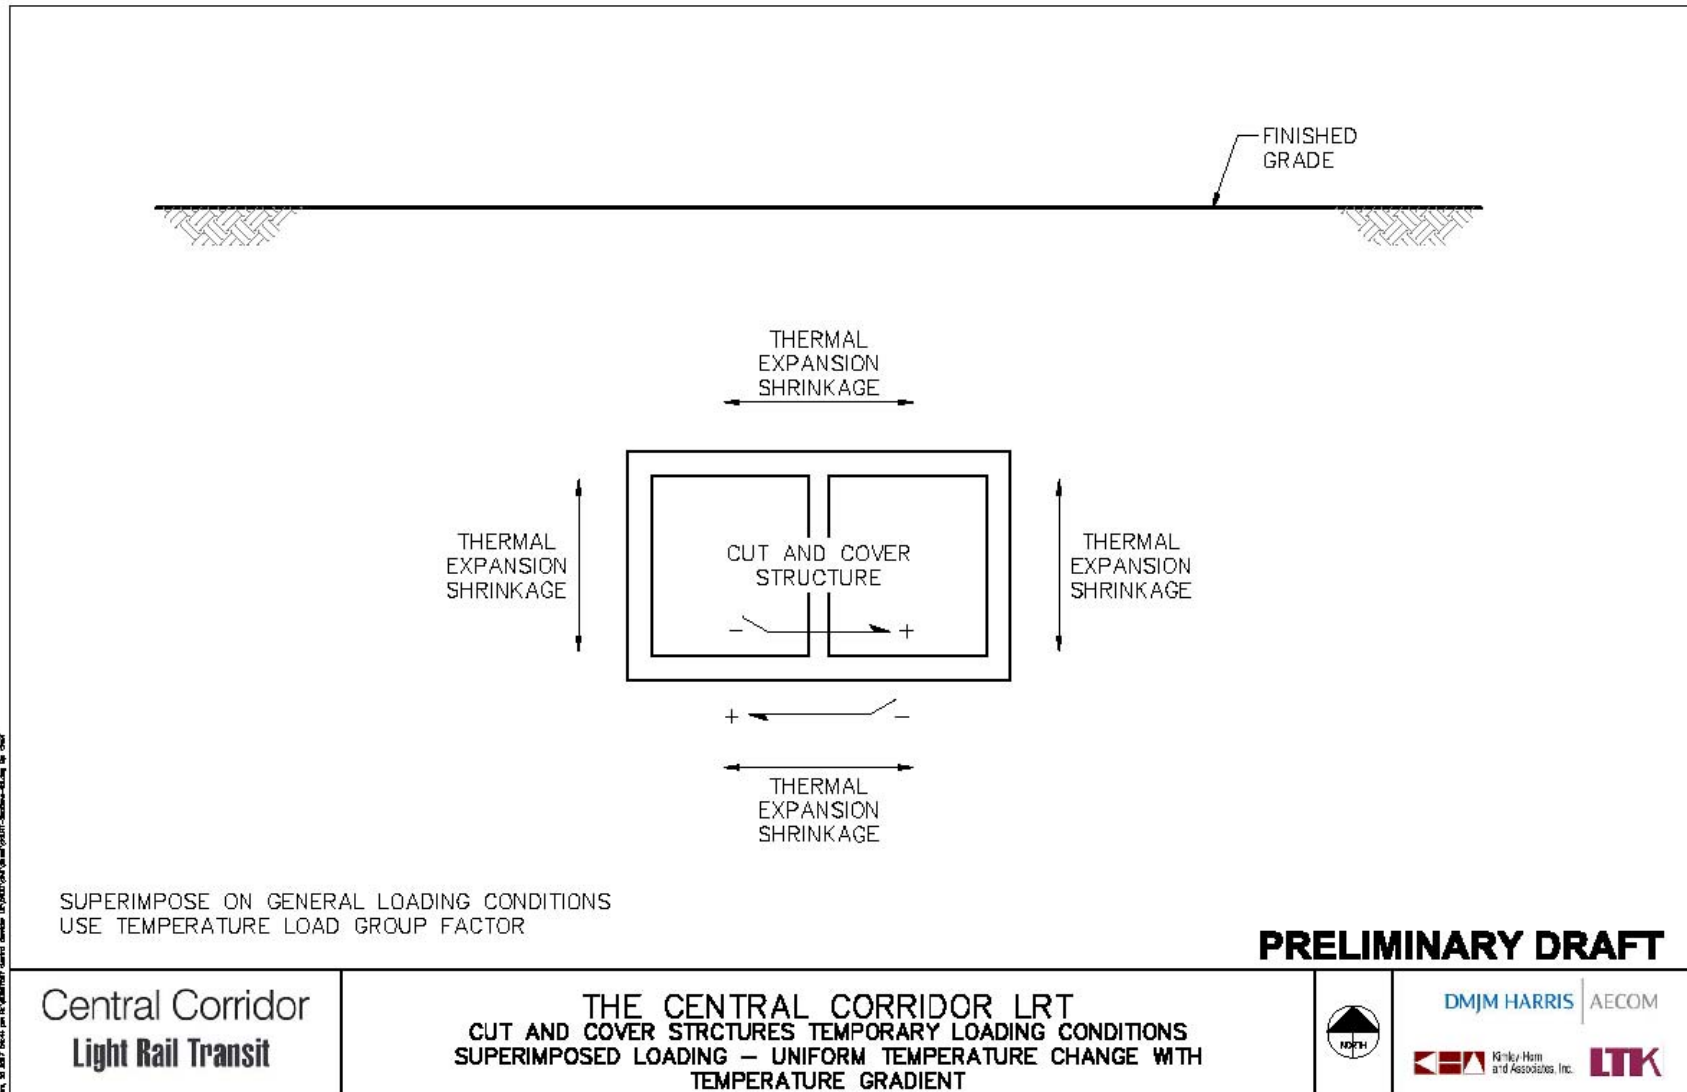 FINISHED
GRADE
THERMAL
EXPANSION
SHRINKAGE
THERMAL
EXPANSION
SHRINKAGE
CUT AND COVER
STRUCTURE
THERMAL
EXPANSION
SHRINKAGE
- +
+ -
THERMAL
EXPANSION
SHRINKAGE
SUPERIMPOSE ON GENERAL LOADING CONDITIONS
USE TEMPERATURE LOAD GROUP FACTOR
PRELIMINARY DRAFT
Central Corridor
Light Rail Transit
THE CENTRAL CORRIDOR LRT
CUT AND COVER STRCTURES TEMPORARY LOADING CONDITIONS
SUPERIMPOSED LOADING – UNIFORM TEMPERATURE CHANGE WITH
TEMPERATURE GRADIENT
NORTH
DMJM HARRIS AECOM
Kimley-Horn
and Associates, Inc.
LTK